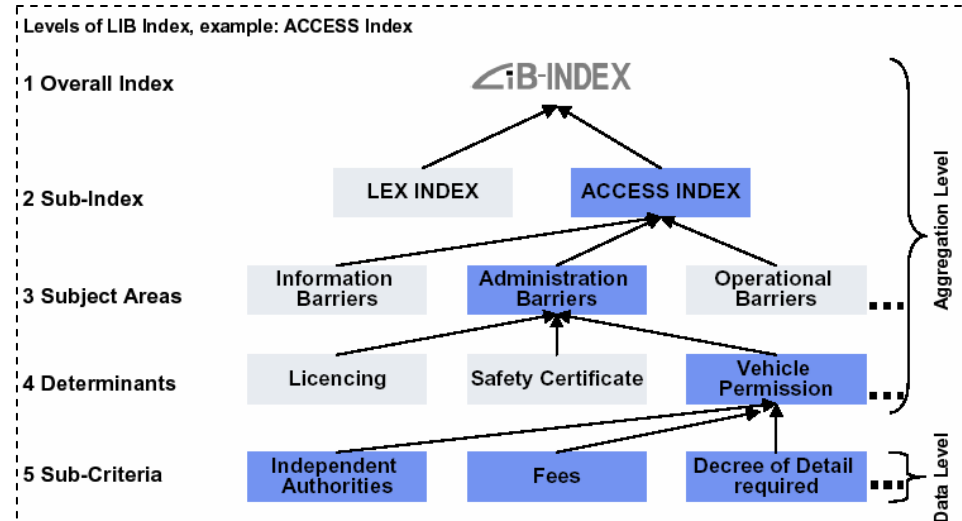 Levels of LIB Index, example: ACCESS Index
1 Overall Index
LiB-INDEX
2 Sub-Index
LEX INDEX
ACCESS INDEX
3 Subject Areas
Information
Barriers
Administration
Barriers
Operational
Barriers
4 Determinants
Licencing
Safety Certificate
Vehicle
Permission
5 Sub-Criteria
Independent
Authorities
Fees
Decree of Detail
required
Aggregation Level
Data Level